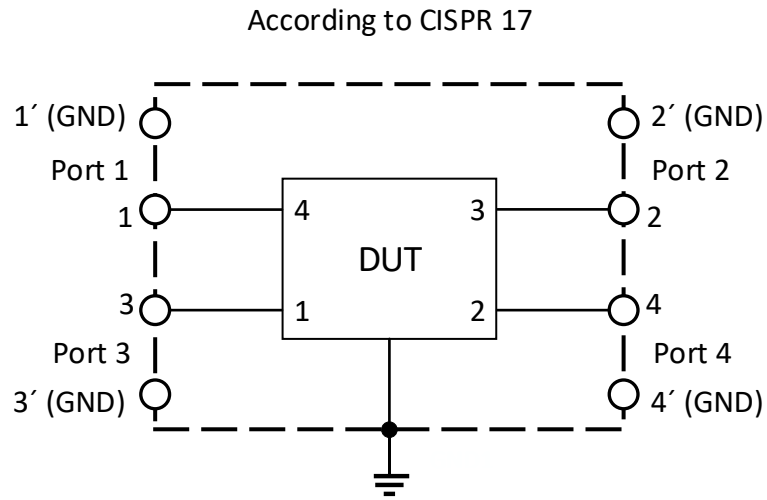 According to CISPR 17
1´ (GND)
2´ (GND)
Port 1
Port 2
1
4
3
2
DUT
3
1
2
4
Port 3
Port 4
3´ (GND)
4´ (GND)